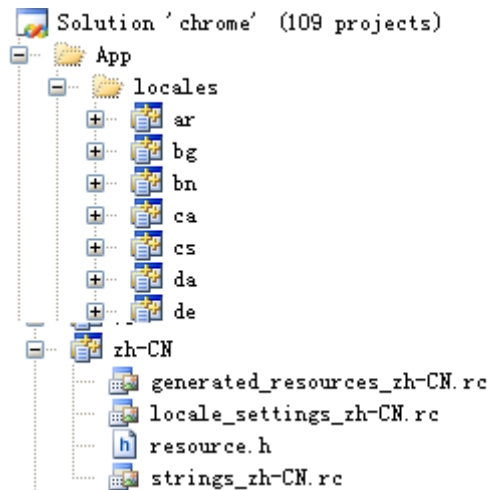 Solution 'chrome' (109 projects)
App
locales
ar
bg
bn
ca
cs
da
de
zh-CN
generated_resources_zh-CN.rc
locale_settings_zh-CN.rc
resource.h
strings_zh-CN.rc